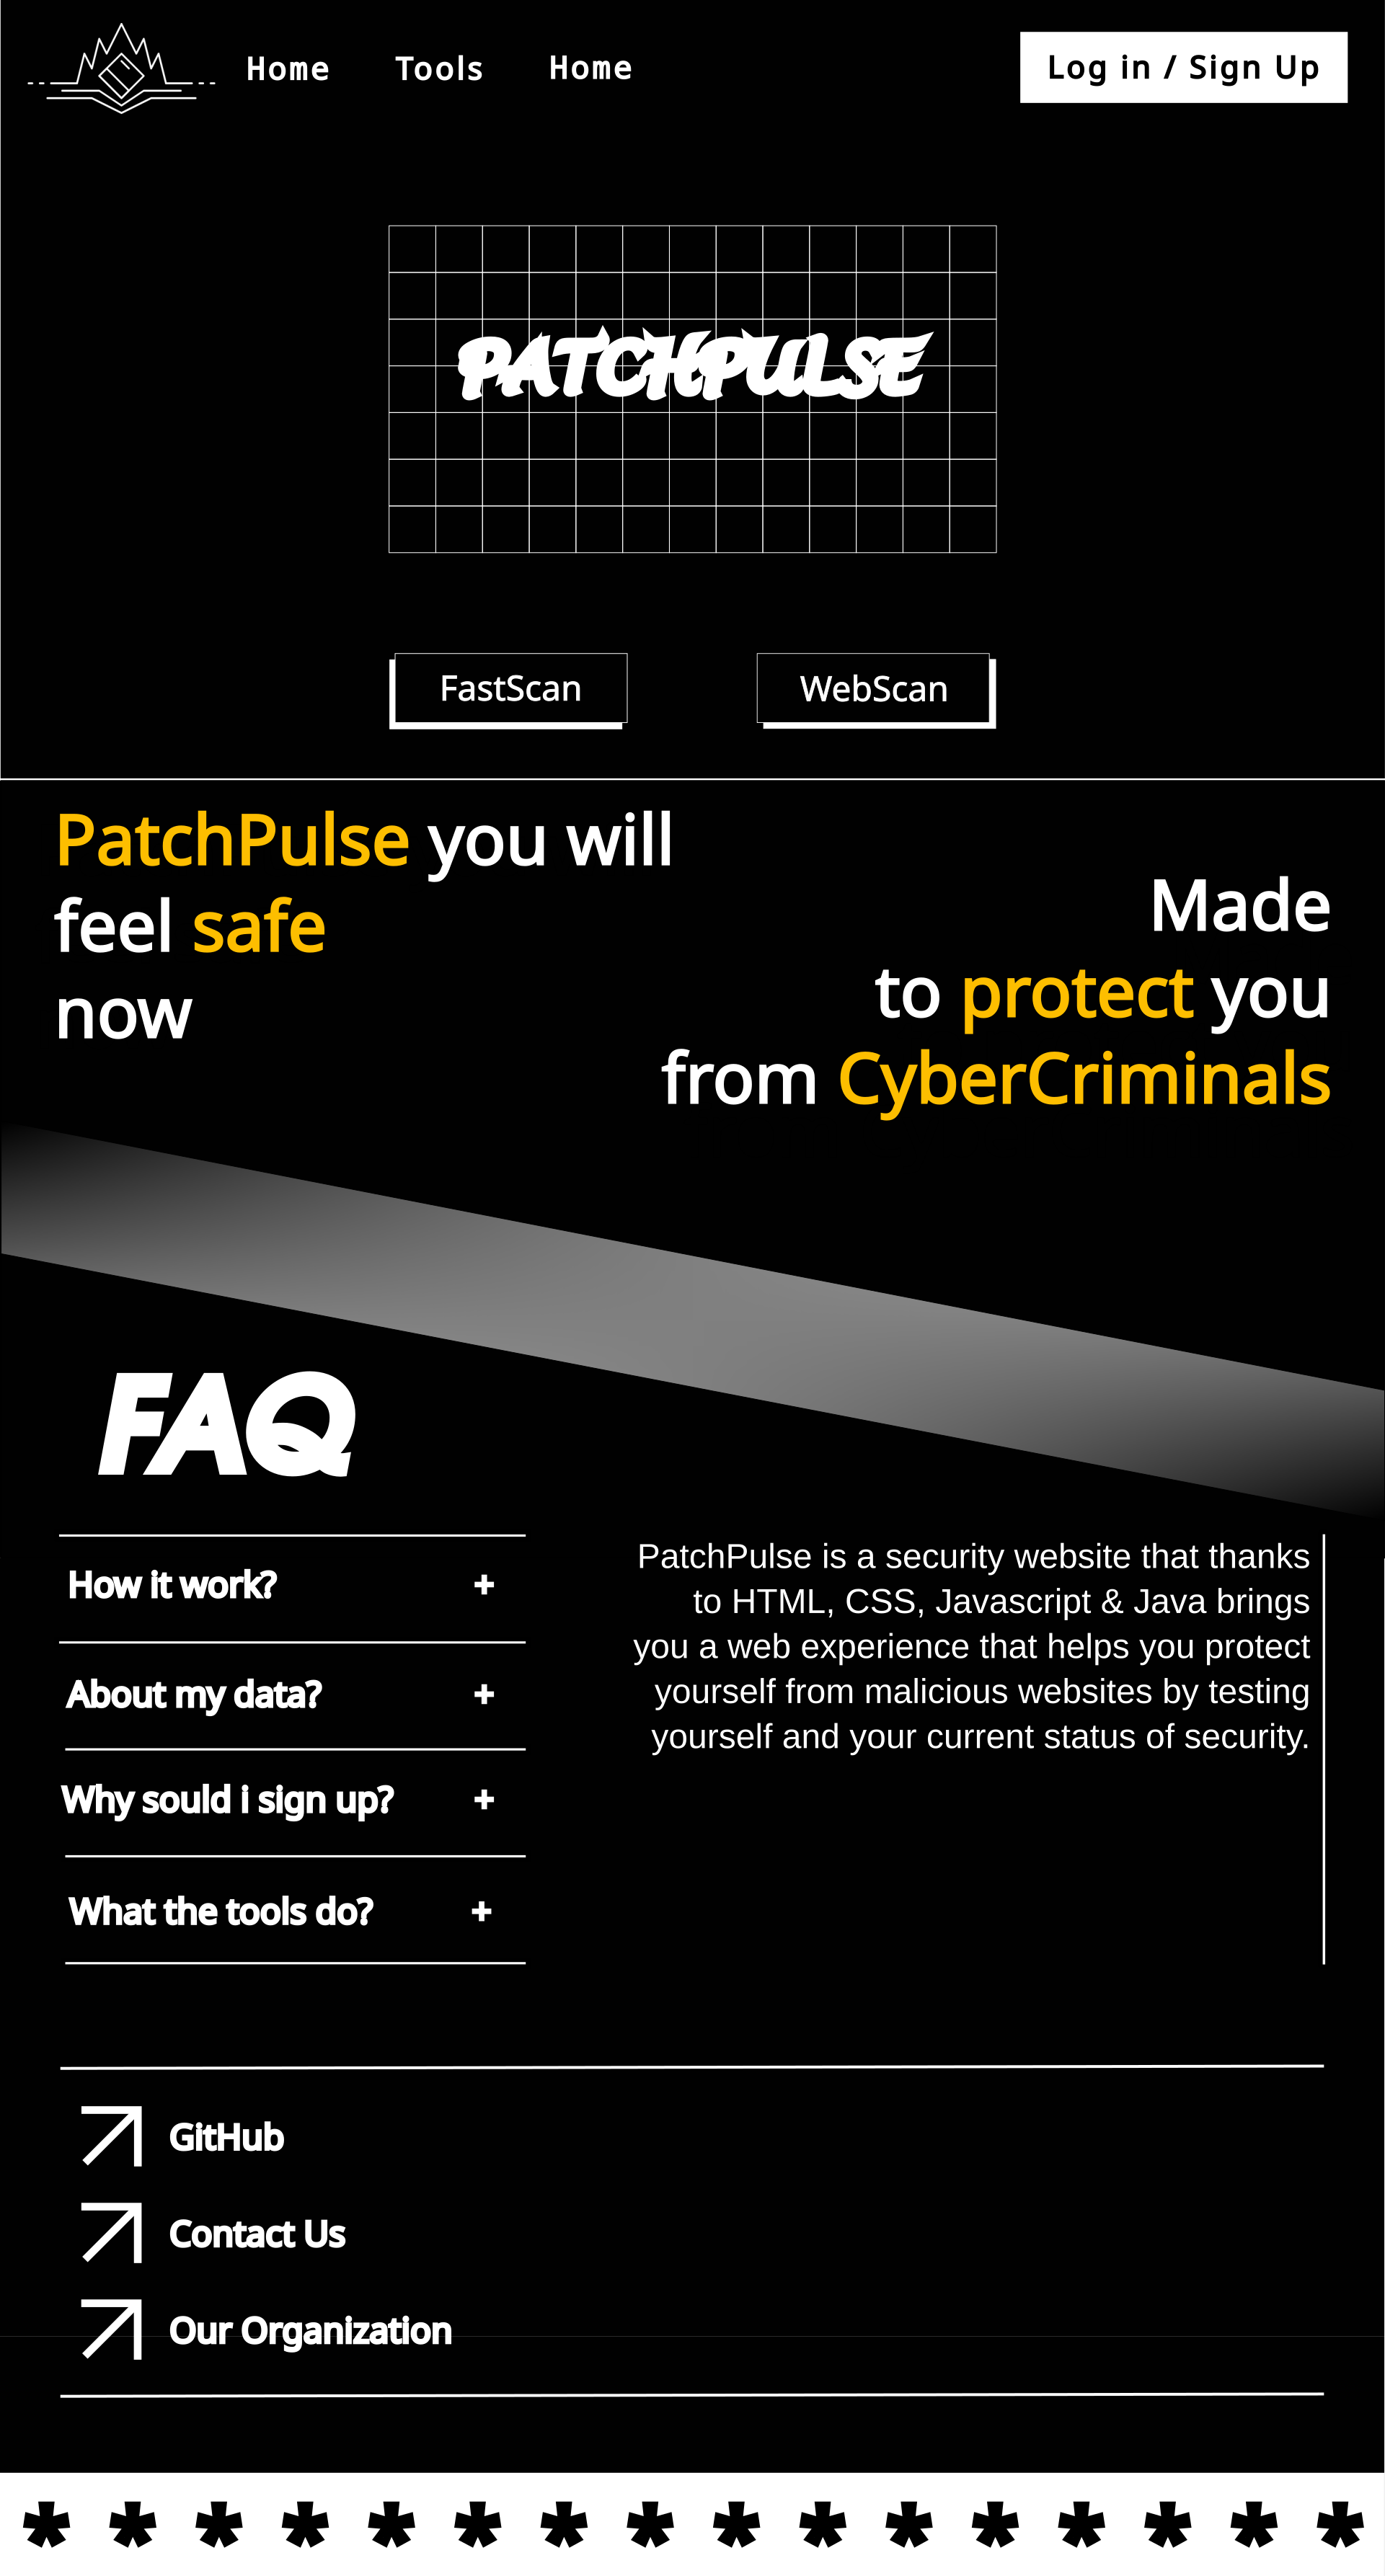 Home
Tools
Home
Log in / Sign Up
PATCHPULSE
FastScan
WebScan
PatchPulse you will
feel safe
now
Made
to protect you
from CyberCriminals
FAQ
How it work? +
About my data? +
Why sould i sign up? +
What the tools do? +
PatchPulse is a security website that thanks
to HTML, CSS, Javascript & Java brings
you a web experience that helps you protect
yourself from malicious websites by testing
yourself and your current status of security.
GitHub
Contact Us
Our Organization
* * * * * * * * * * * * * * * *